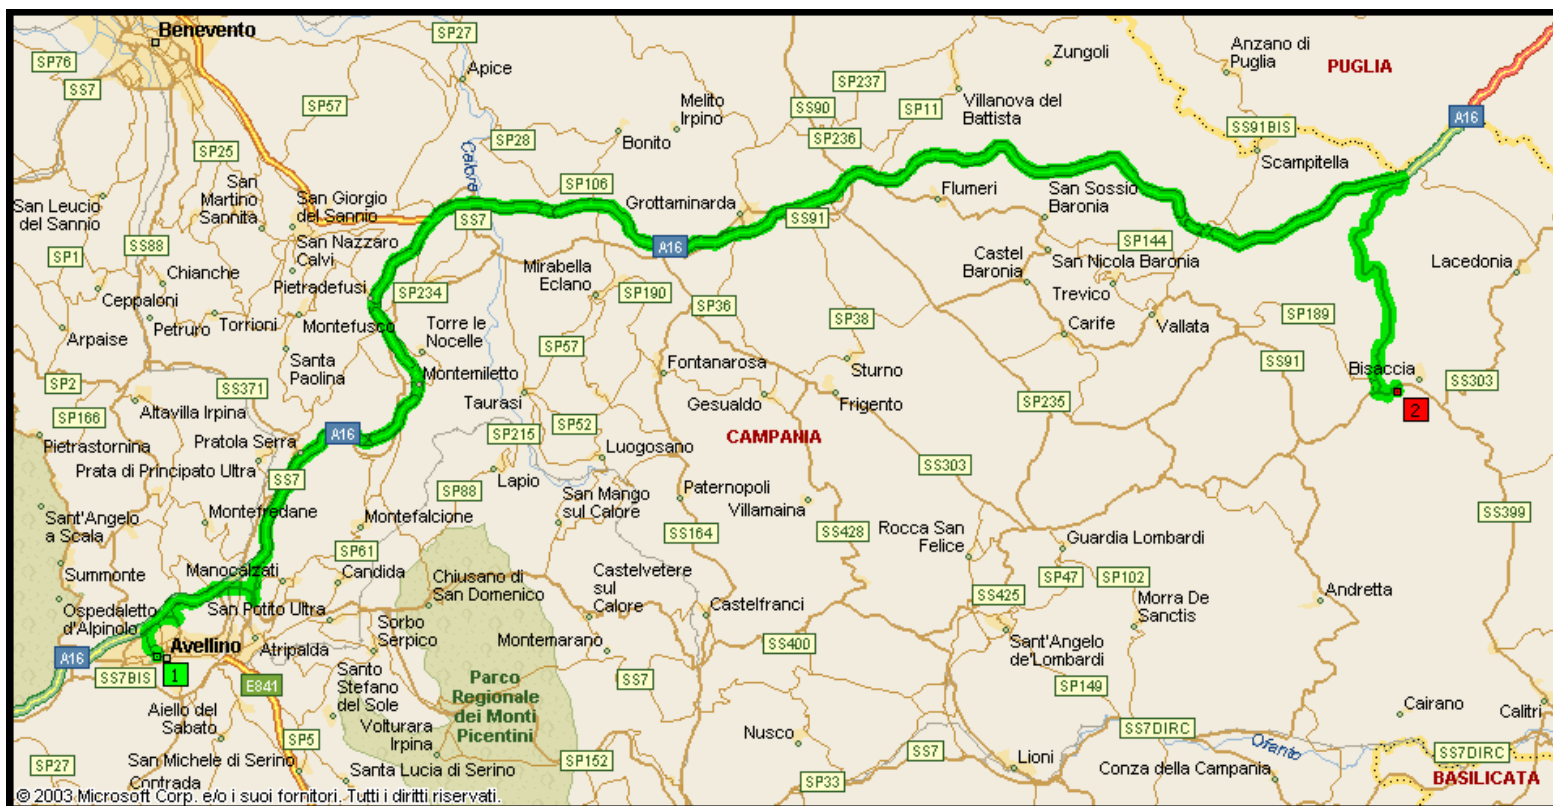 Benevento
SP27
Zungoli
Anzano di
Puglia
PUGLIA
SP76
SS7
Apice
SP237
SP57
Melito
Irpino
SS90
SP11
Villanova del
Battista
A16
SP28
Bonito
SP236
SS91BIS
Scampitella
SP25
Calore
San
Martino
Sannita
San Giorgio
del Sannio
SP106
Grottaminarda
Flumeri
San Sossio
Baronia
San Leucio
del Sannio
SS7
SS91
SS88
San Nazzaro
Calvi
A16
SP144
SP1
Chianche
Mirabella
Eclano
Castel
Baronia
San Nicola Baronia
Lacedonia
Ceppaloni
Pietradefusi
SP234
SP190
Trevico
Petruro
Torrioni
Montefusco
SP36
SP38
Carife
Vallata
SP189
Arpaise
Torre le
Nocelle
SP57
Santa
Paolina
Fontanarosa
Sturno
SS91
Bisaccia
SP2
SS371
Montemiletto
SS303
Altavilla Irpina
Taurasi
Gesualdo
Frigento
SP235
2
SP166
A16
SP52
CAMPANIA
Pietrastornina
Pratola Serra
SP215
Luogosano
Prata di Principato Ultra
SS303
SS7
Lapio
SP88
San Mango
sul Calore
Paternopoli
Villamaina
Sant'Angelo
a Scala
Montefredane
Montefalcione
SS399
SS164
SS428
Rocca San
Felice
SP61
Guardia Lombardi
Summonte
Manocalzati
Candida
Chiusano di
San Domenico
Castelvetere
sul
Calore
SP47
SP102
Andretta
Ospedaletto
d'Alpinolo
San Potito Ultra
Castelfranci
SS425
Morra De
Sanctis
Sorbo
Serpico
Montemarano
SS400
Sant'Angelo
de'Lombardi
Avellino
Atripalda
A16
SS7BIS
1
E841
Santo
Stefano
del Sole
Parco
Regionale
dei Monti
Picentini
SS7
SP149
Cairano
Calitri
Aiello del
Sabato
Volturara
Irpina
Nusco
SS7DIRC
SP5
SS7
Lioni
Ofanto
SS7DIRC
San Michele di Serino
SP27
Contrada
Santa Lucia di Serino
SP152
SP33
Conza della Campania
BASILICATA
© 2003 Microsoft Corp. e/o i suoi fornitori. Tutti i diritti riservati.